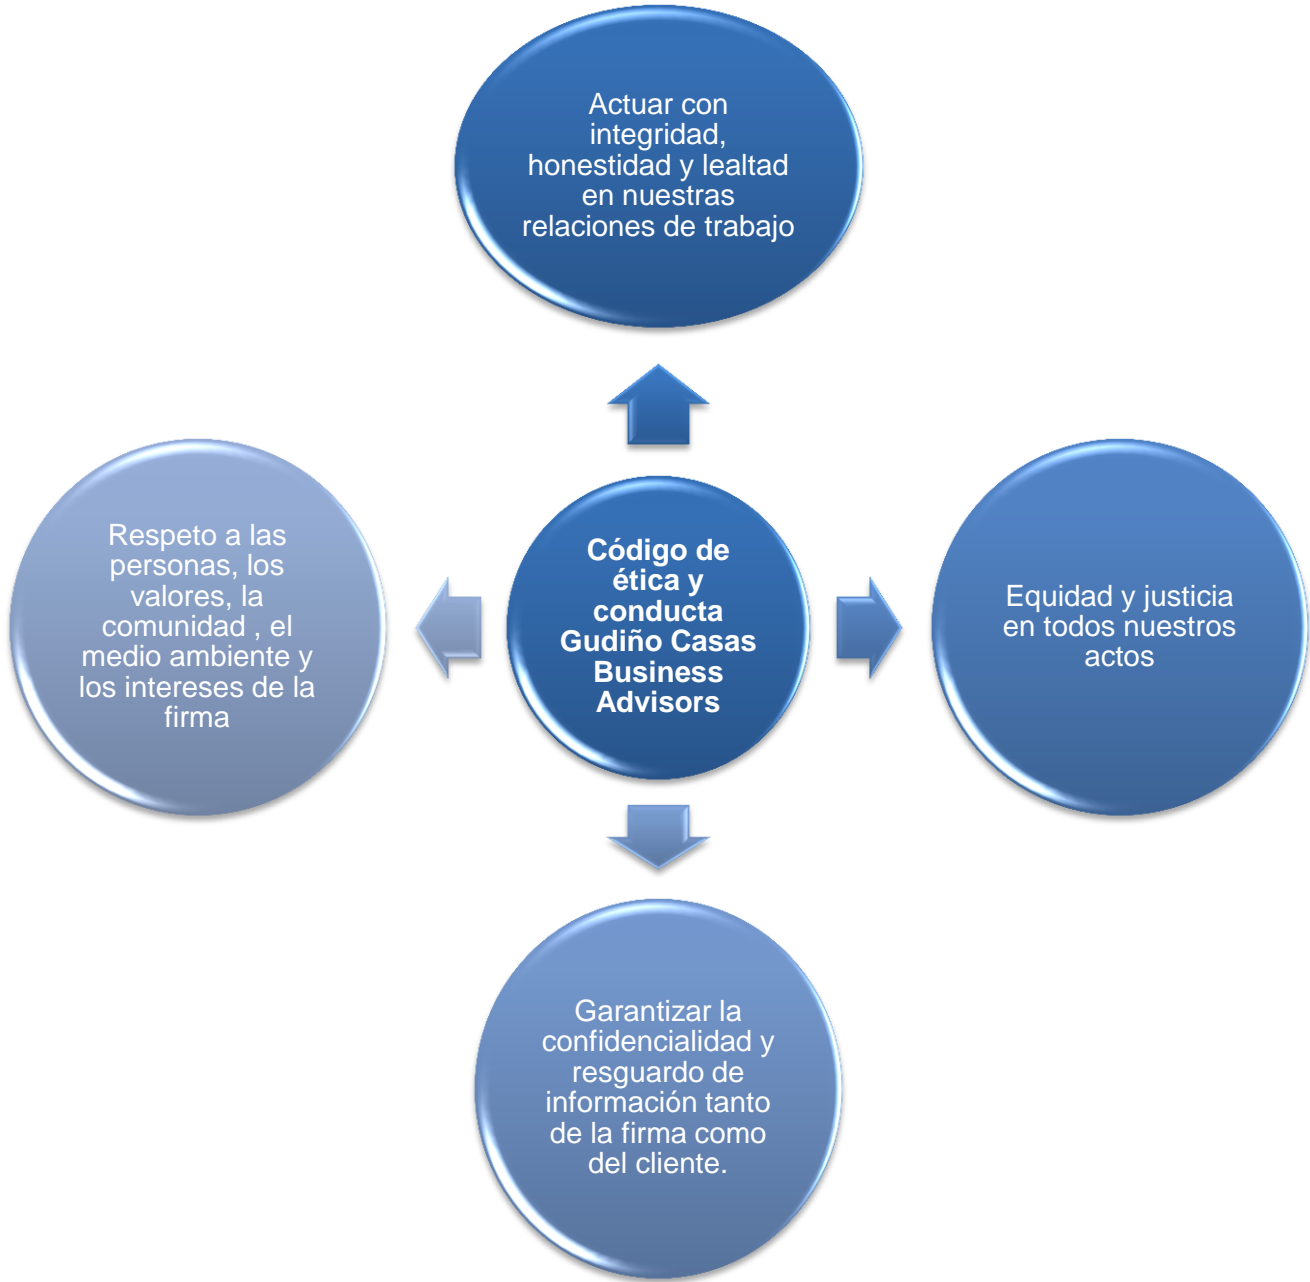 Actuar con
integridad,
honestidad y lealtad
en nuestras
relaciones de trabajo
Respeto a las
personas, los
valores, la
comunidad , el
medio ambiente y
los intereses de la
firma
Código de
ética y
conducta
Gudiño Casas
Business
Advisors
Equidad y justicia
en todos nuestros
actos
Garantizar la
confidencialidad y
resguardo de
información tanto
de la firma como
del cliente.